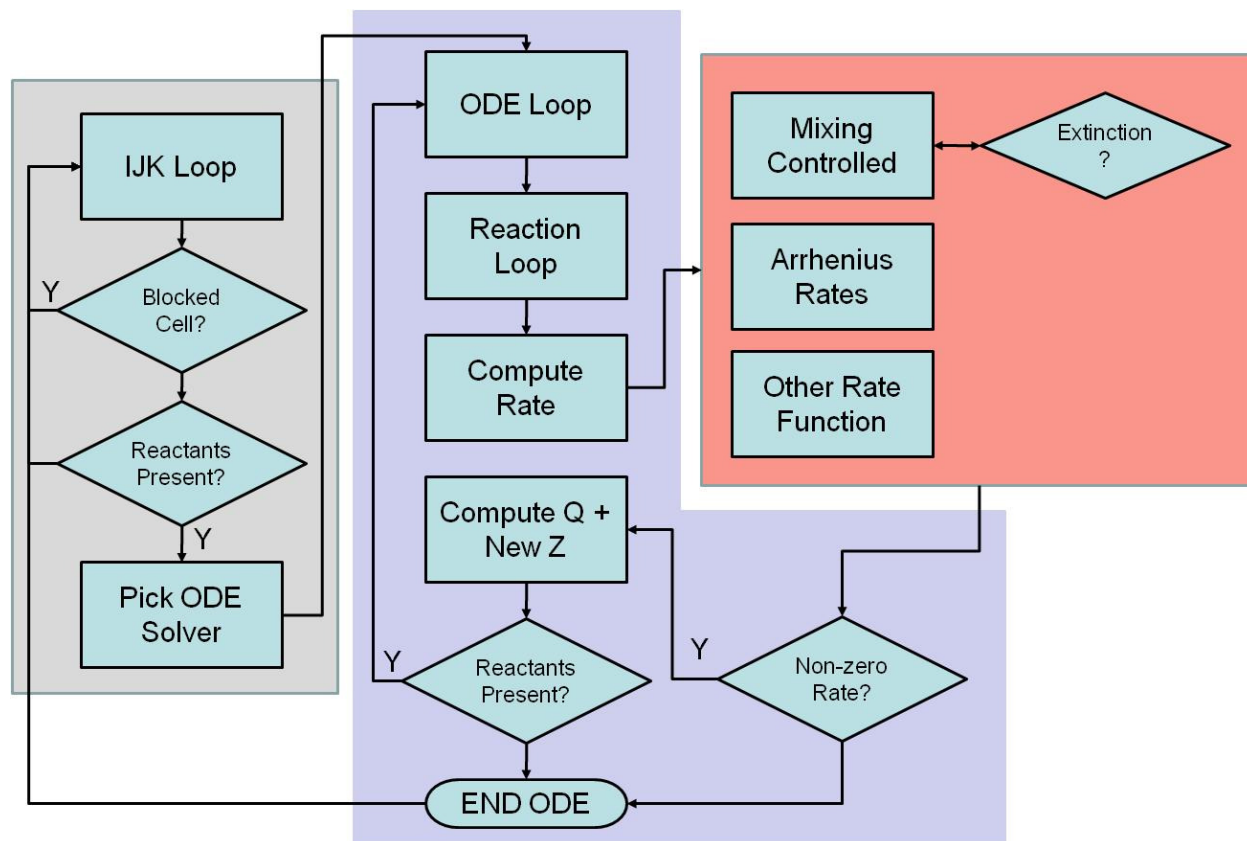 IJK Loop
Y
Blocked
Cell?
Reactants
Present?
Y
Pick ODE
Solver
ODE Loop
Reaction
Loop
Compute
Rate
Compute Q +
New Z
Y
Reactants
Present?
END ODE
Mixing
Controlled
Extinction
?
Arrhenius
Rates
Other Rate
Function
Y
Non-zero
Rate?